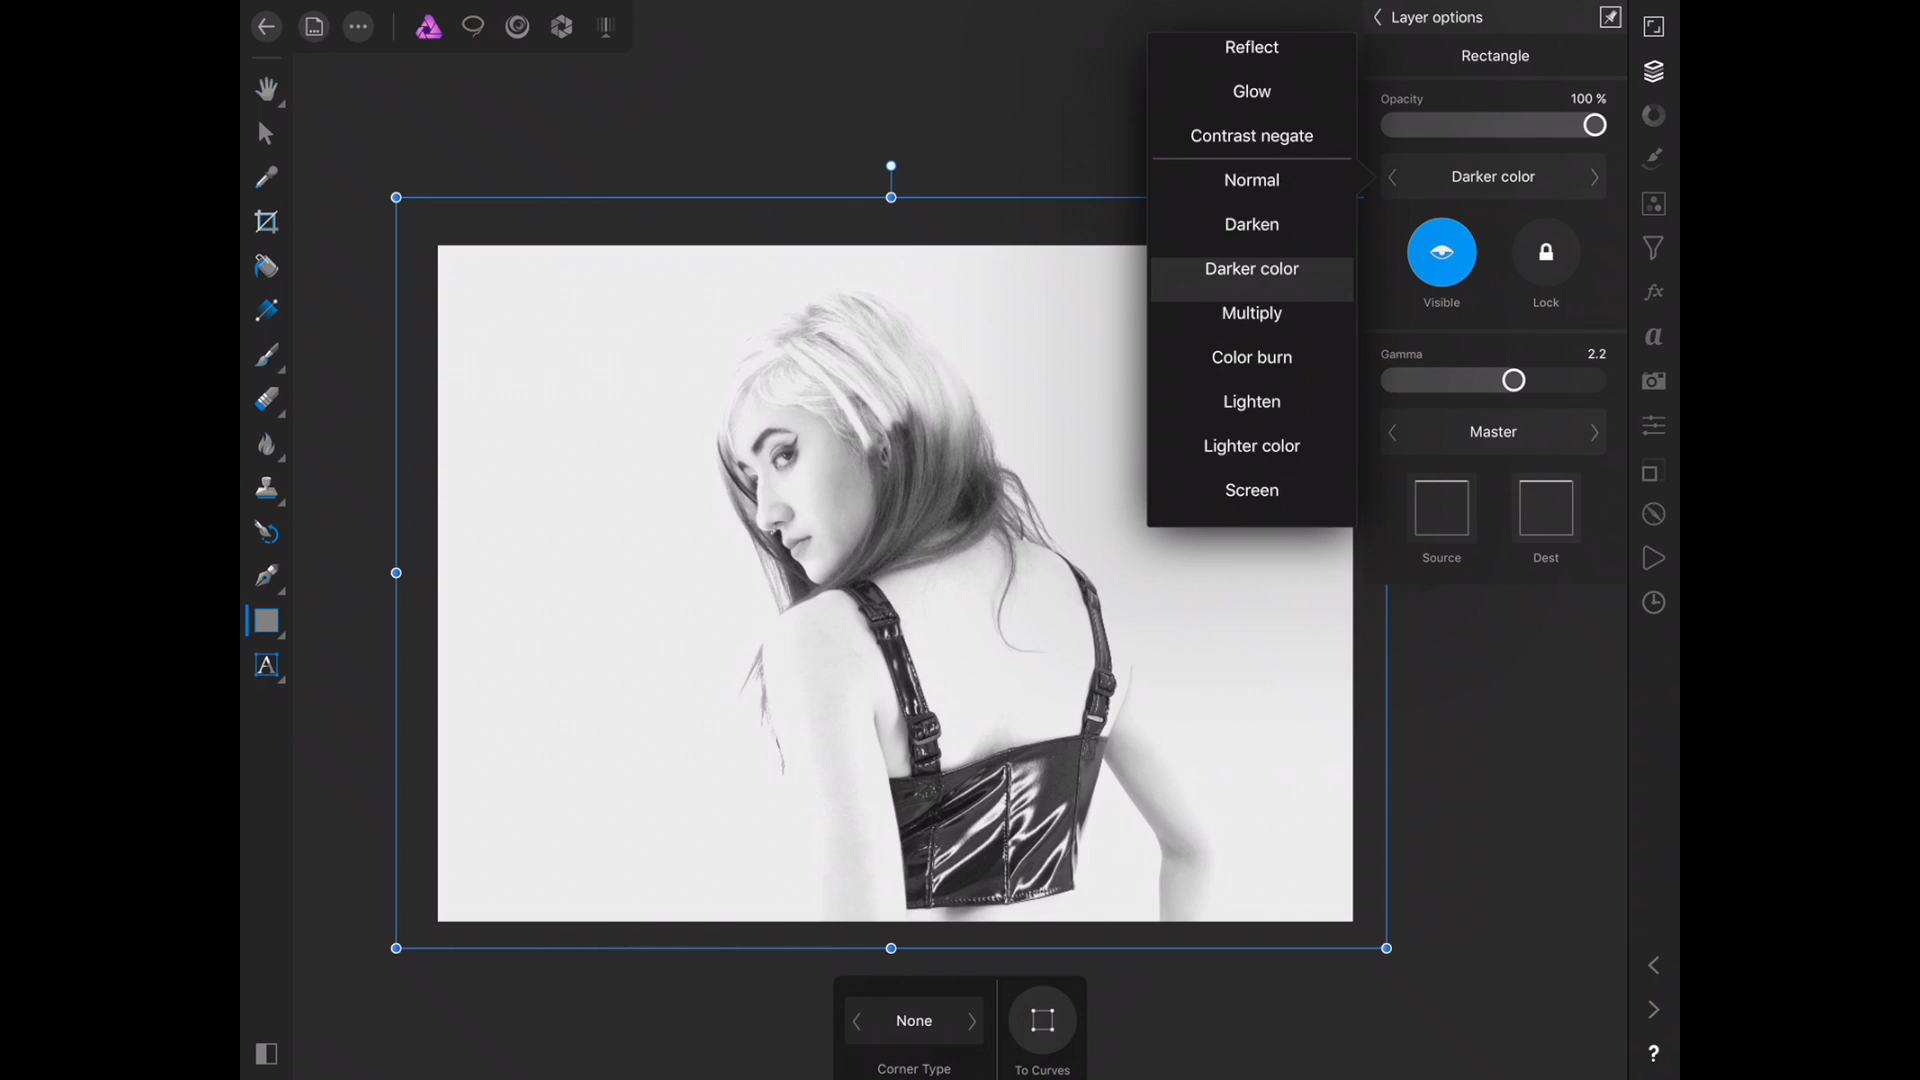 Layer options
Rectangle
Opacity
100 %
Darker color
Visible
Lock
Gamma
2.2
Master
Source
Dest
Reflect
Glow
Contrast negate
Normal
Darken
Darker color
Multiply
Color burn
Lighten
Lighter color
Screen
fx
a
A
None
Corner Type
To Curves
?